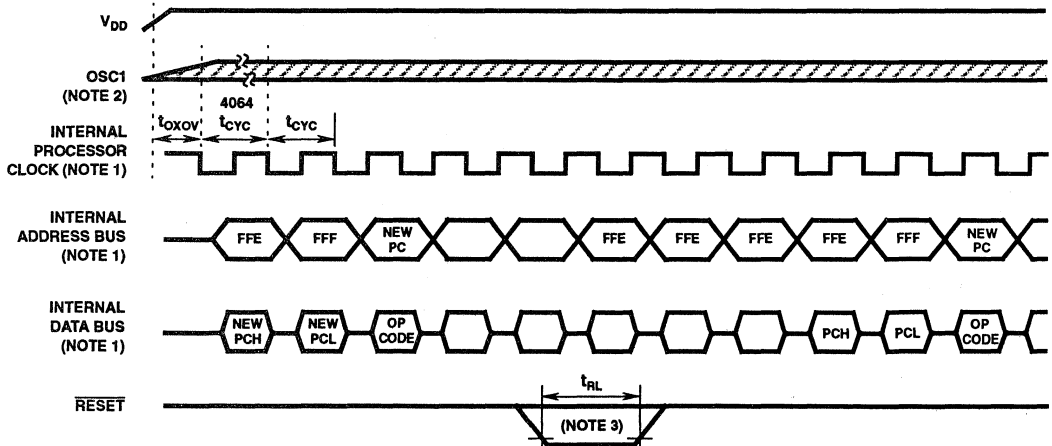 VDD
OSC1
(NOTE 2)
4064
tOXOV tCYC tCYC
INTERNAL
PROCESSOR
CLOCK (NOTE 1)
INTERNAL
ADDRESS BUS
(NOTE 1)
FFE FFF NEW PC FFE FFE FFE FFE FFF NEW PC
INTERNAL
DATA BUS
(NOTE 1)
NEW PCH NEW PCL OP CODE PCH PCL OP CODE
tRL
RESET
(NOTE 3)